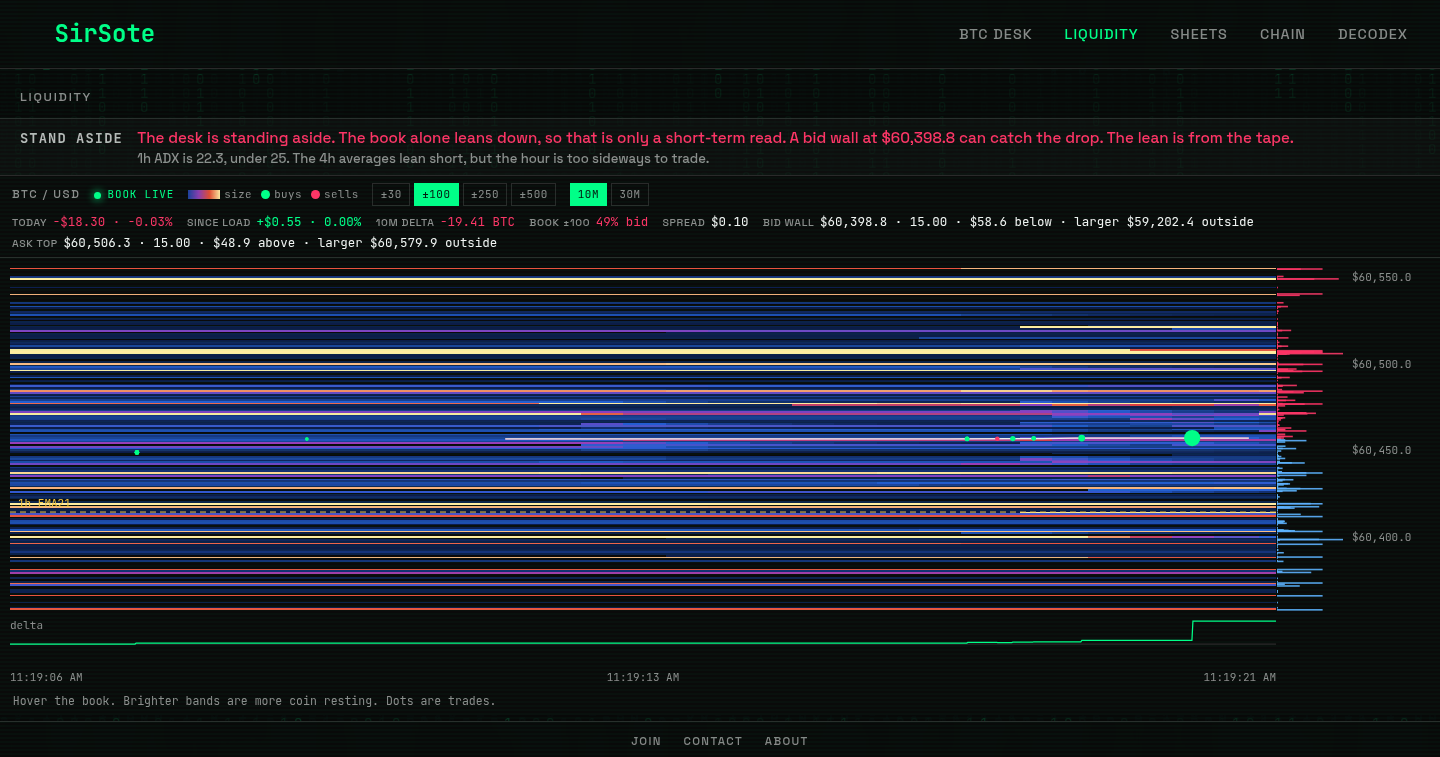 SirSote
BTC DESK LIQUIDITY SHEETS CHAIN DECODEX
LIQUIDITY
STAND ASIDE The desk is standing aside. The book alone leans down, so that is only a short-term read. A bid wall at $60,398.8 can catch the drop. The lean is from the tape.
1h ADX is 22.3, under 25. The 4h averages lean short, but the hour is too sideways to trade.
BTC / USD BOOK LIVE size buys sells ±30 ±100 ±250 ±500 10M 30M
TODAY -$18.30 · -0.03% SINCE LOAD +$0.55 · 0.00% 10M DELTA -19.41 BTC BOOK ±100 49% bid SPREAD $0.10 BID WALL $60,398.8 · 15.00 · $58.6 below · larger $59,202.4 outside
ASK TOP $60,506.3 · 15.00 · $48.9 above · larger $60,579.9 outside
$60,550.0
$60,500.0
$60,450.0
1h EMA21
$60,400.0
delta
11:19:06 AM 11:19:13 AM 11:19:21 AM
Hover the book. Brighter bands are more coin resting. Dots are trades.
JOIN CONTACT ABOUT